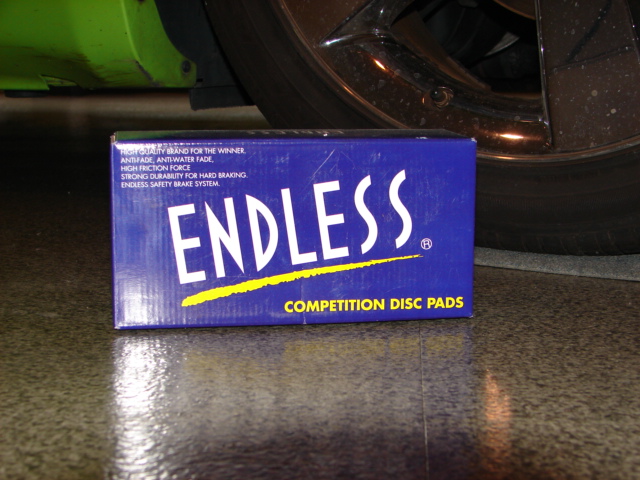 HIGH QUALITY BRAND FOR THE WINNER,
ANTI-FADE, ANTI-WATER FADE,
HIGH FRICTION FORCE
STRONG DURABILITY FOR HARD BRAKING.
ENDLESS SAFETY BRAKE SYSTEM.
ENDLESS ®
COMPETITION DISC PADS